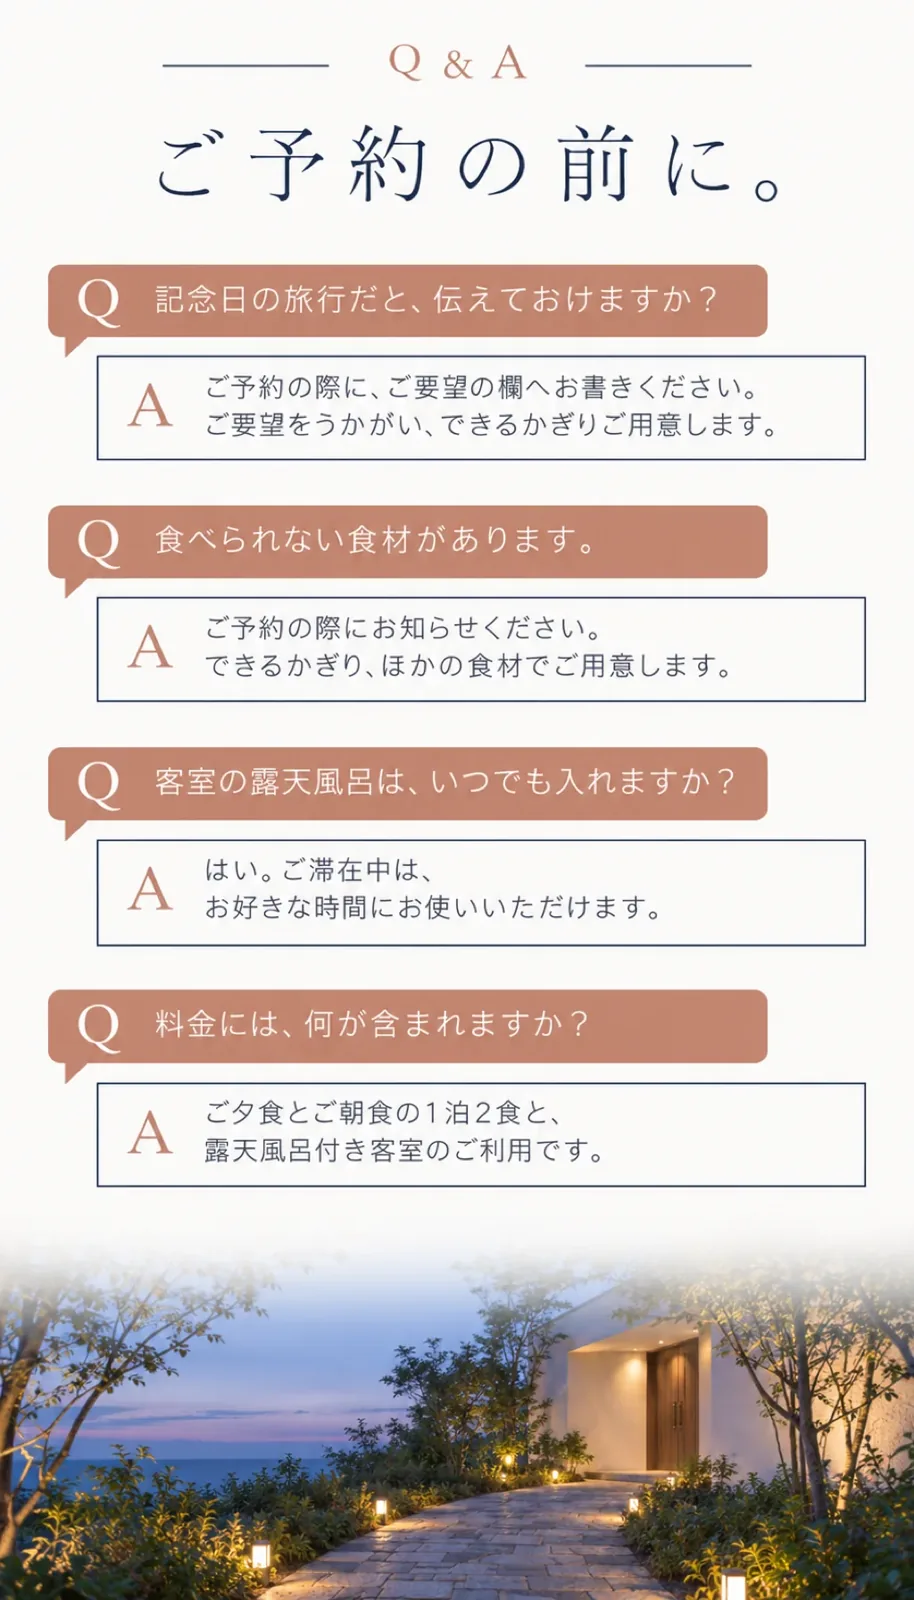 Q & A
ご予約の前に。
Q 記念日の旅行だと、伝えておけますか？
A ご予約の際に、ご要望の欄へお書きください。
ご要望をうかがい、できるかぎりご用意します。
Q 食べられない食材があります。
A ご予約の際にお知らせください。
できるかぎり、ほかの食材でご用意します。
Q 客室の露天風呂は、いつでも入れますか？
A はい。ご滞在中は、
お好きな時間にお使いいただけます。
Q 料金には、何が含まれますか？
A ご夕食とご朝食の1泊2食と、
露天風呂付き客室のご利用です。